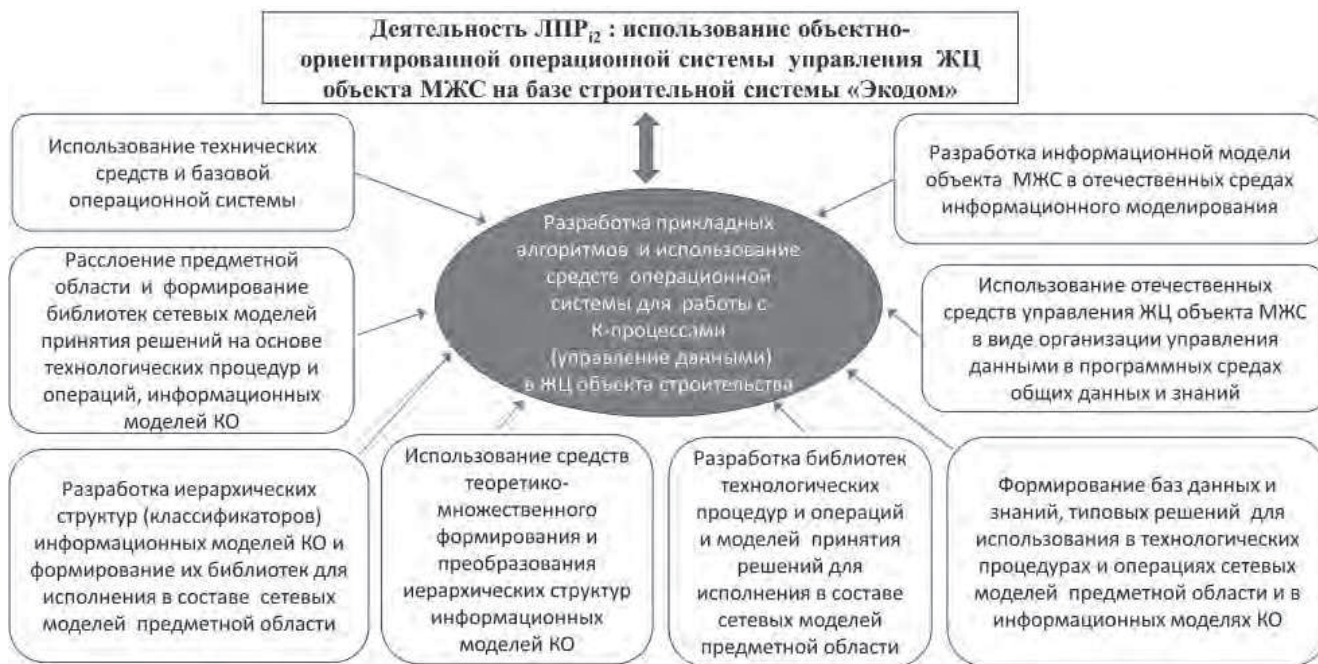 Деятельность ЛПРi2 : использование объектно-
ориентированной операционной системы управления ЖЦ
объекта МЖС на базе строительной системы «Экодом»
Использование технических
средств и базовой
операционной системы
Разработка информационной модели
объекта МЖС в отечественных средах
информационного моделирования
Разработка прикладных
алгоритмов и использование
средств операционной
системы для работы с
К-процессами
(управление данными)
в ЖЦ объекта строительства
Расслоение предметной
области и формирование
библиотек сетевых моделей
принятия решений на основе
технологических процедур и
операций, информационных
моделей КО
Использование отечественных
средств управления ЖЦ объекта МЖС
в виде организации управления
данными в программных средах
общих данных и знаний
Разработка иерархических
структур (классификаторов)
информационных моделей КО и
формирование их библиотек для
исполнения в составе сетевых
моделей предметной области
Использование средств
теоретико-
множественного
формирования и
преобразования
иерархических структур
информационных
моделей КО
Разработка библиотек
технологических
процедур и операций
и моделей принятия
решений для
исполнения в составе
сетевых моделей
предметной области
Формирование баз данных и
знаний, типовых решений для
использования в технологических
процедурах и операциях сетевых
моделей предметной области и в
информационных моделях КО